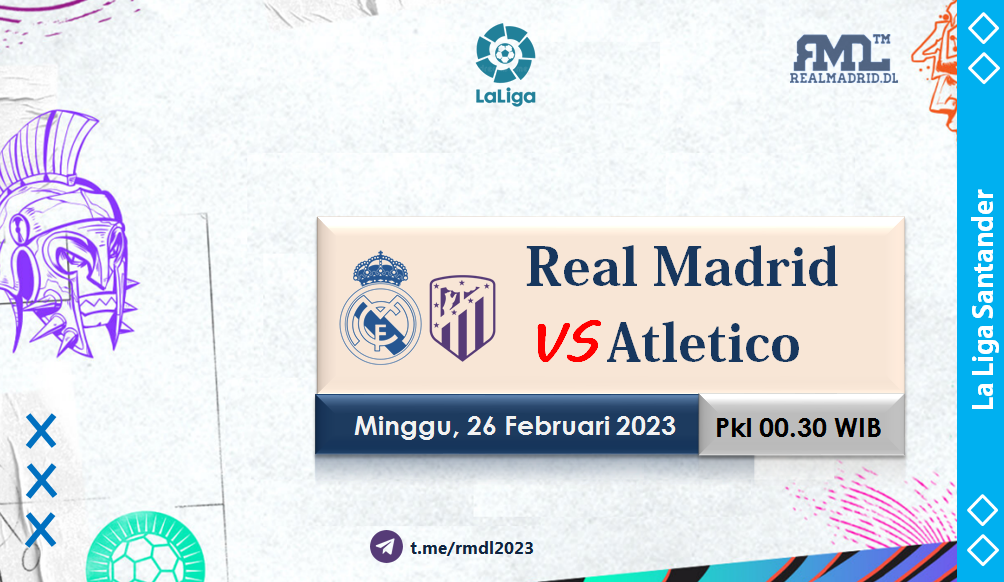 LaLiga
RML™
REALMADRID.DL
Real Madrid
VS Atletico
Minggu, 26 Februari 2023
Pkl 00.30 WIB
t.me/rmdl2023
La Liga Santander